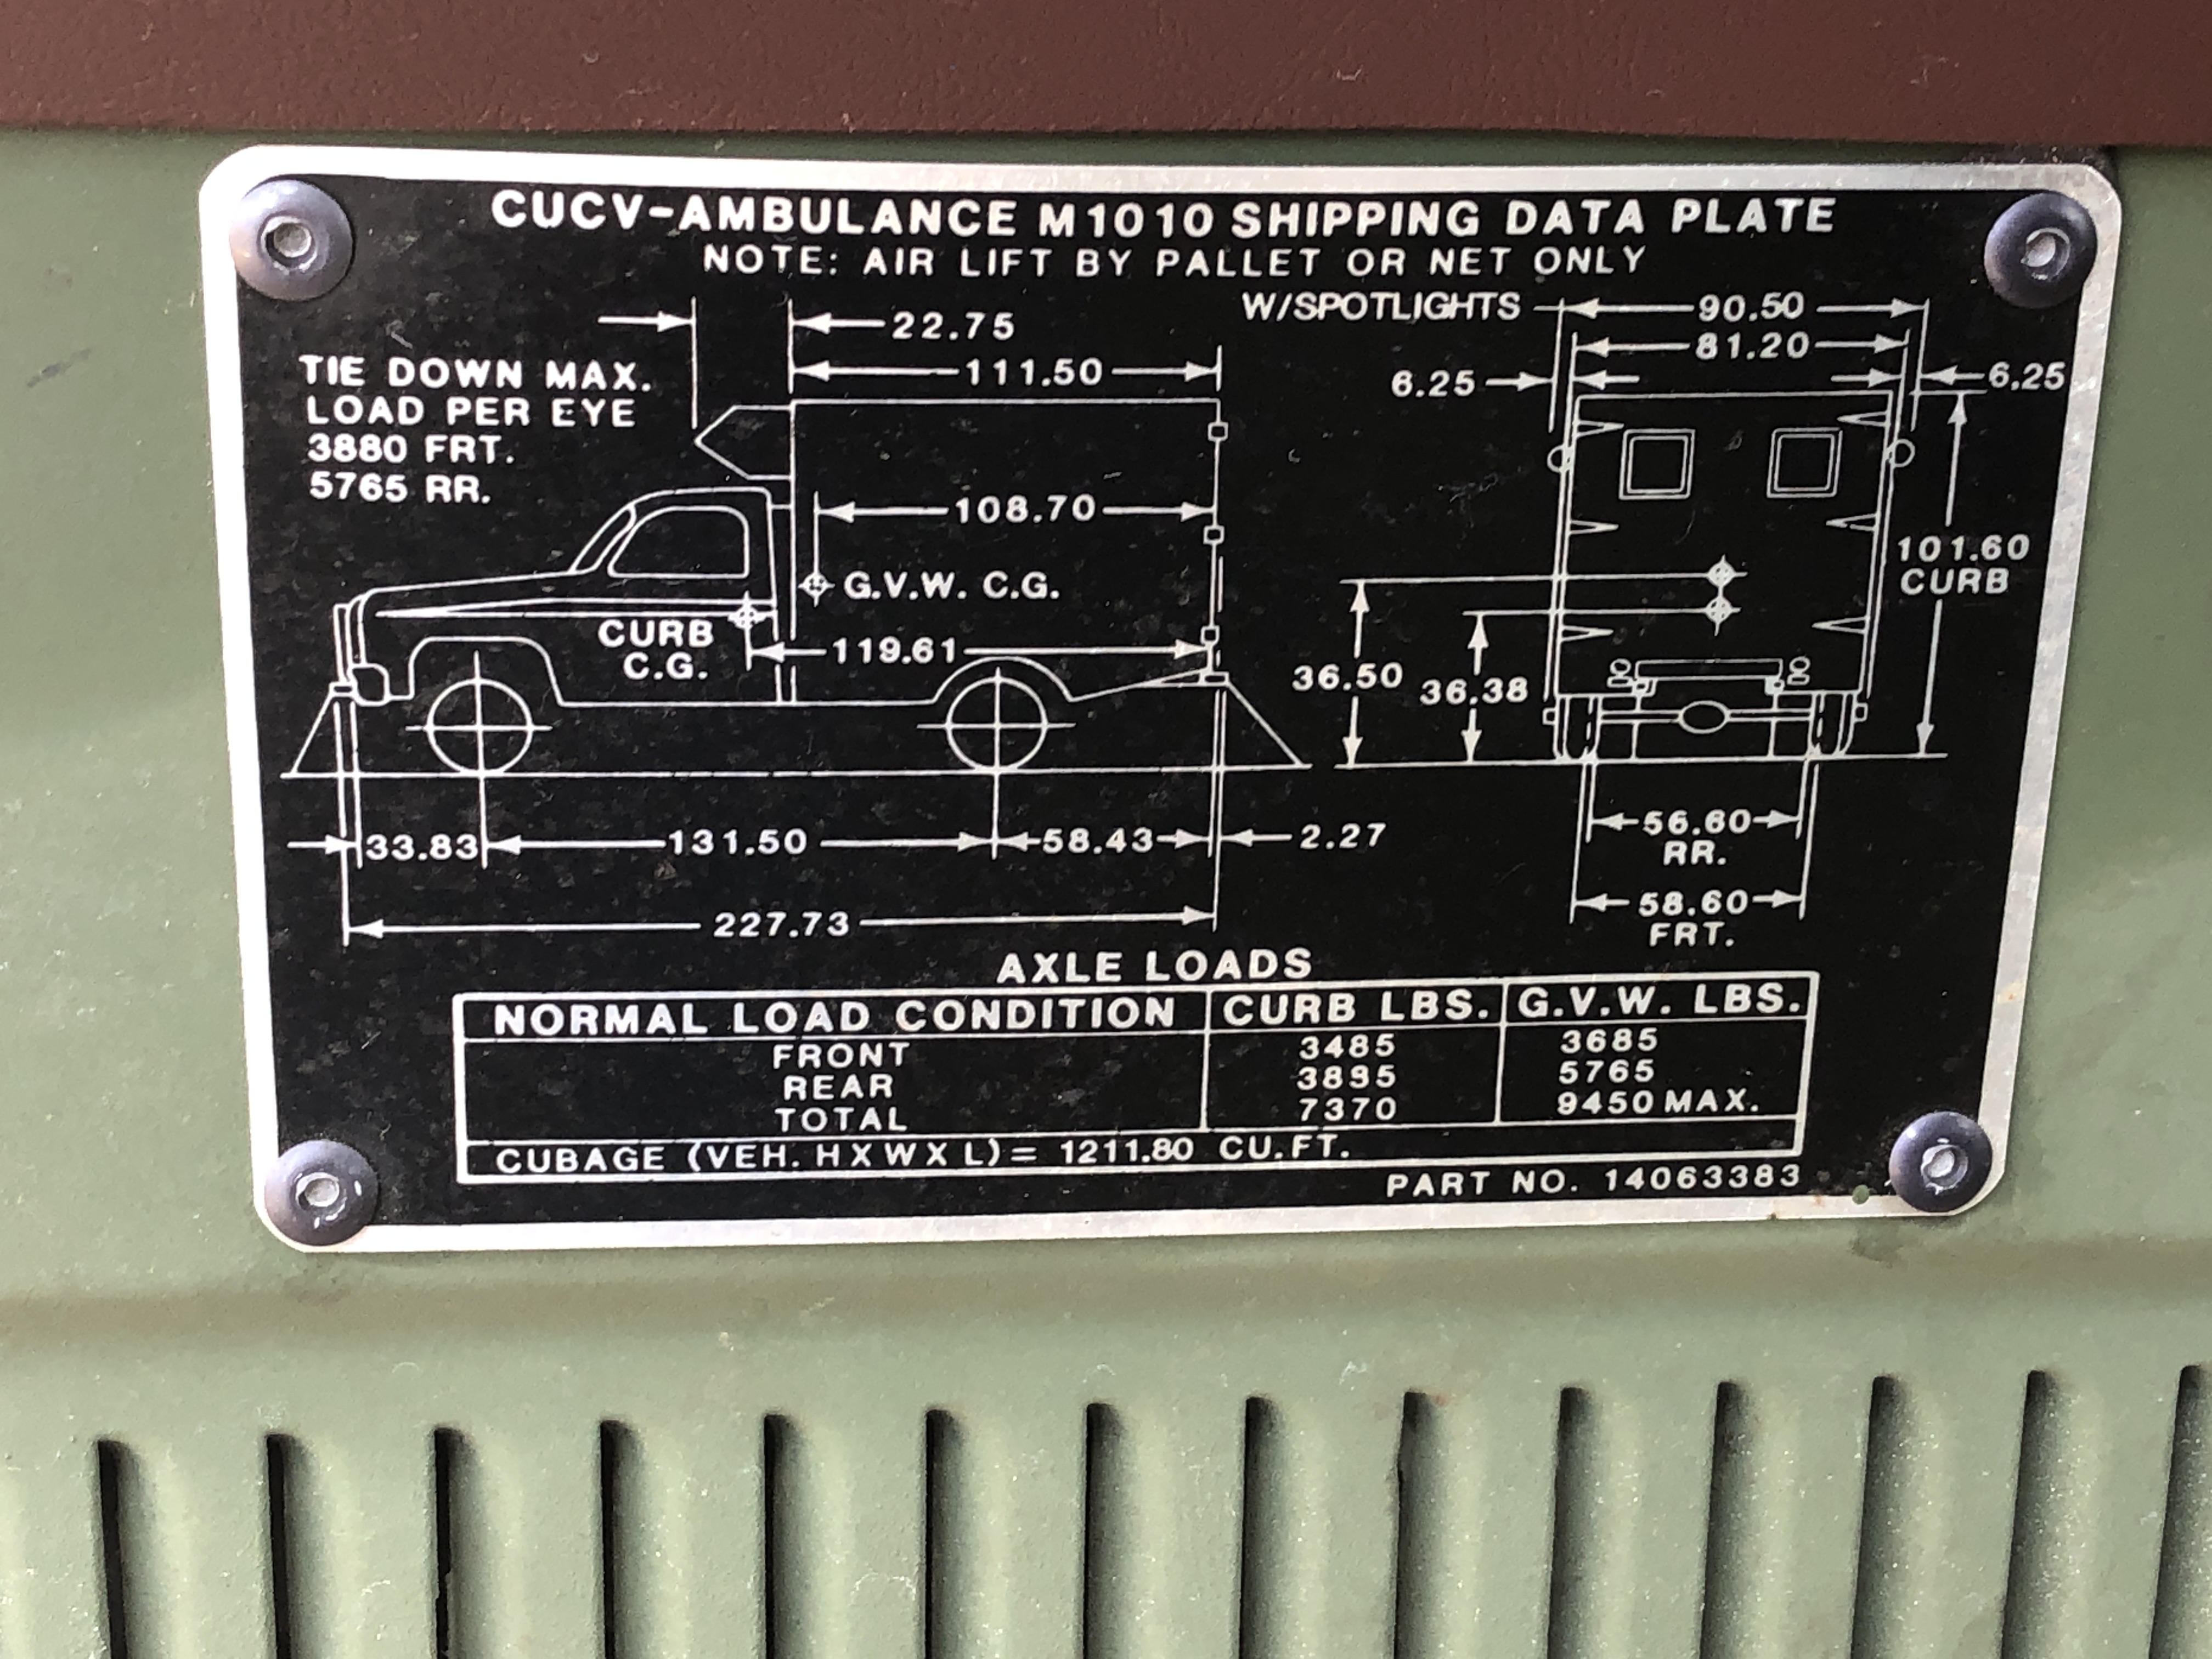 CUCV-AMBULANCE M1010 SHIPPING DATA PLATE
NOTE: AIR LIFT BY PALLET OR NET ONLY
TIE DOWN MAX.
LOAD PER EYE
3880 FRT.
5765 RR.
22.75
111.50
108.70
G.V.W. C.G.
CURB
C.G.
119.61
33.83
131.50
58.43
2.27
227.73
W/SPOTLIGHTS
90.50
81.20
6.25
6.25
101.60
CURB
36.50
36.38
56.60
RR.
58.60
FRT.
AXLE LOADS
NORMAL LOAD CONDITION CURB LBS. G.V.W. LBS.
FRONT 3485 3685
REAR 3895 5765
TOTAL 7370 9450 MAX.
CUBAGE (VEH. H X W X L) = 1211.80 CU. FT.
PART NO. 14063383